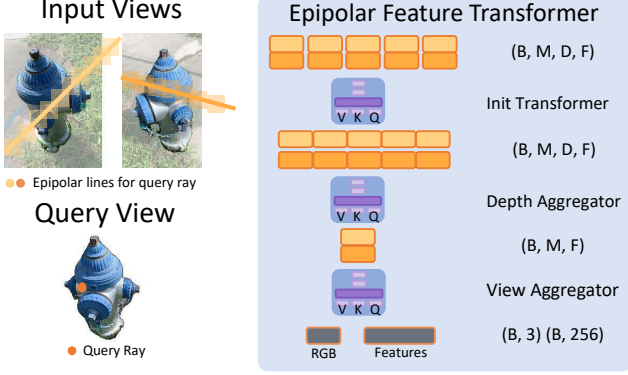 Input Views
Epipolar lines for query ray
Query View
Query Ray
Epipolar Feature Transformer
(B, M, D, F)
Init Transformer
V K Q
(B, M, D, F)
Depth Aggregator
V K Q
(B, M, F)
View Aggregator
V K Q
(B, 3) (B, 256)
RGB Features